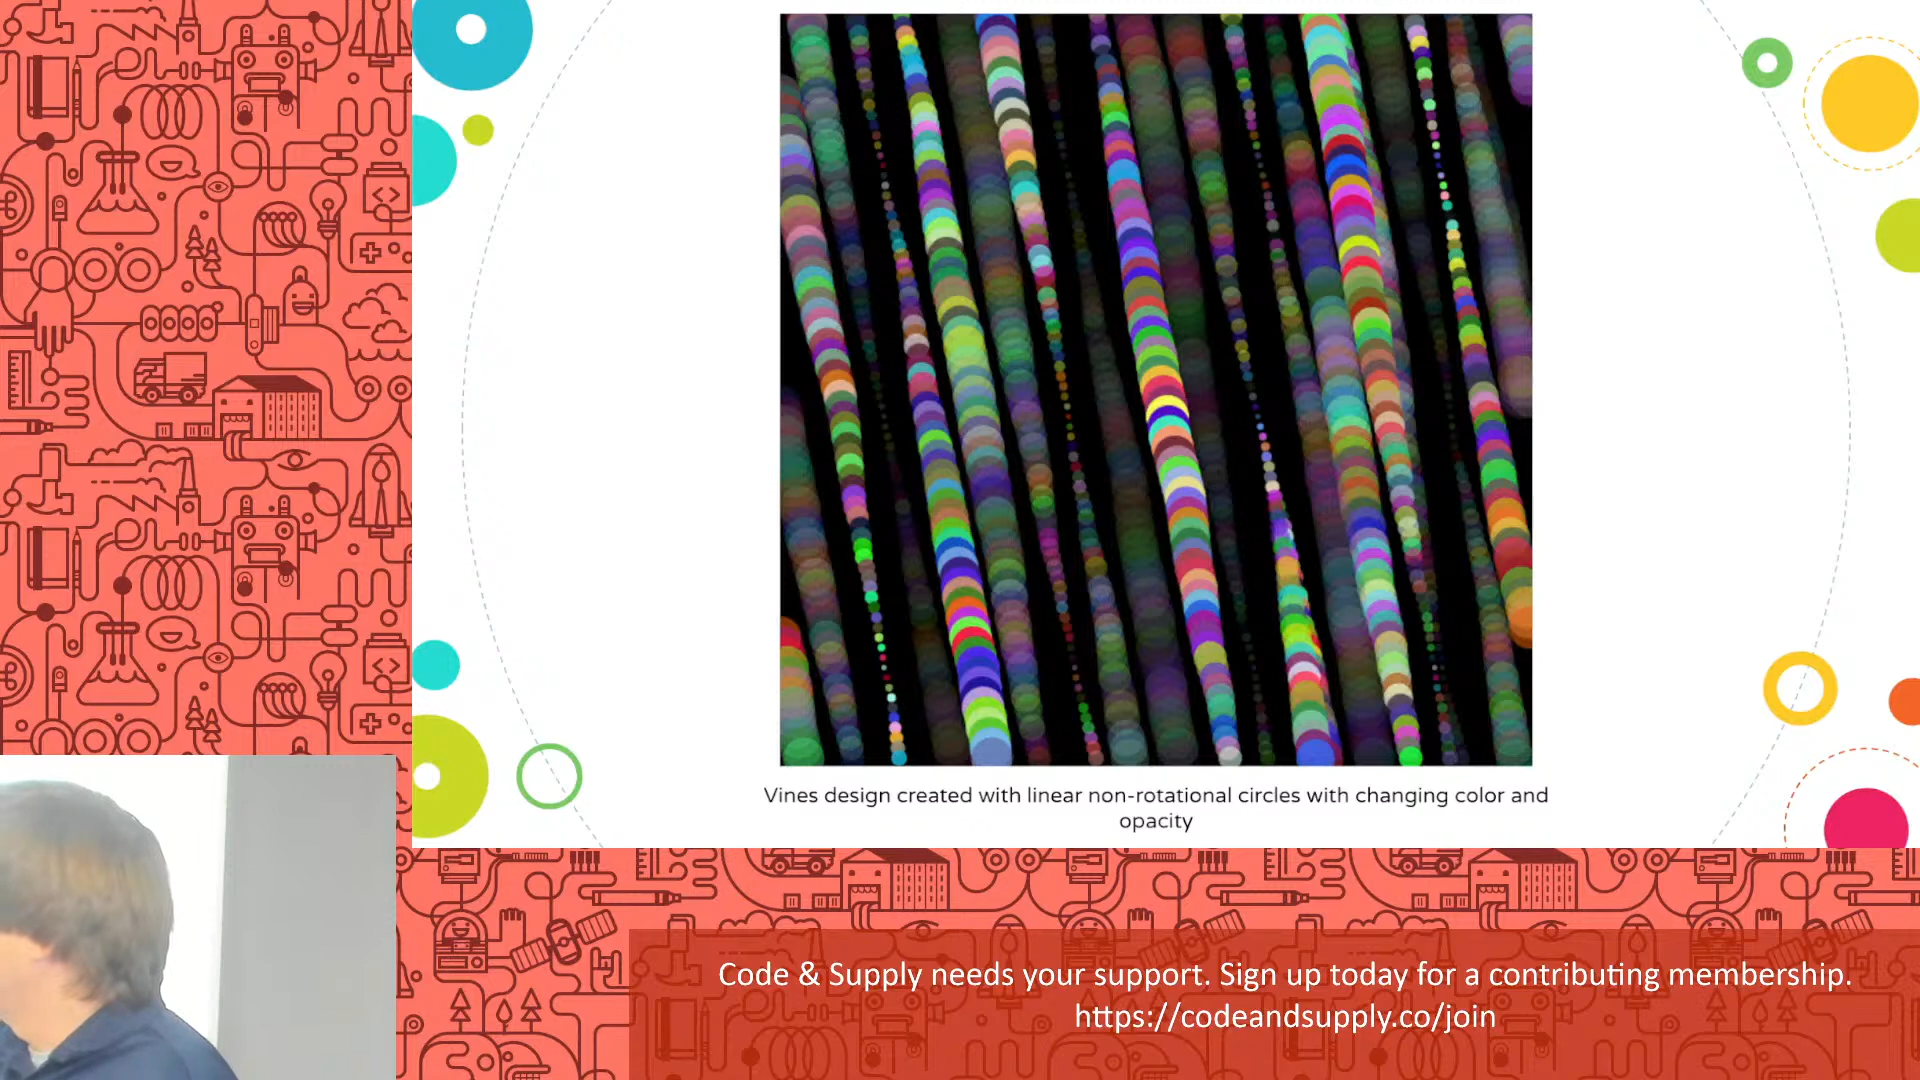 Vines design created with linear non-rotational circles with changing color and
opacity
Code & Supply needs your support. Sign up today for a contributing membership.
https://codeandsupply.co/join